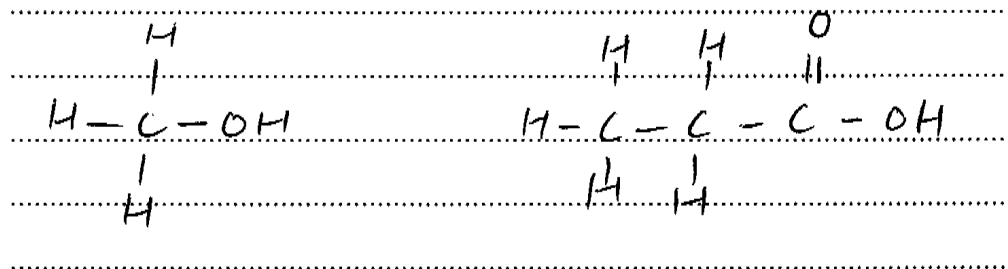 H H H O
| | | ||
H - C - OH H - C - C - C - OH
| | |
H H H